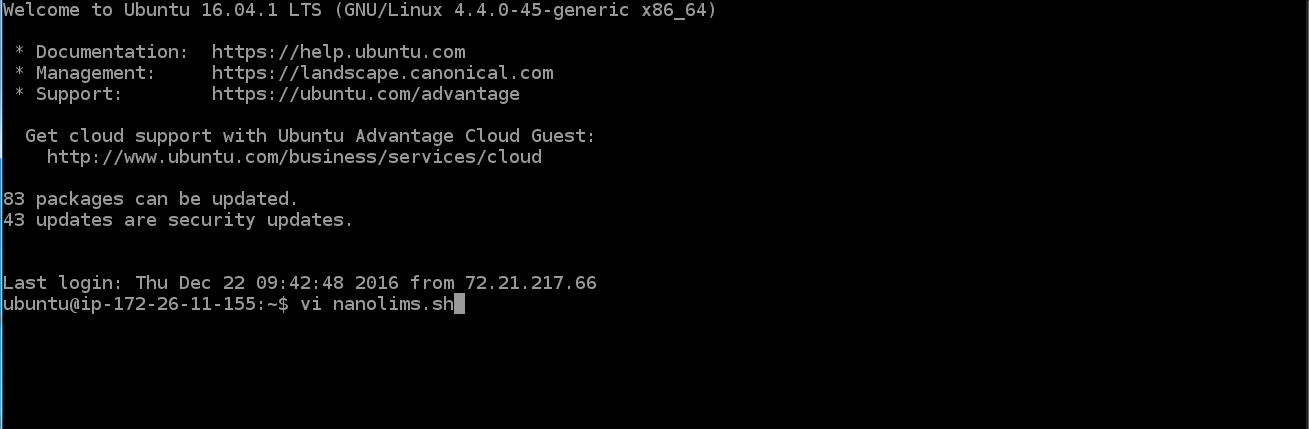 Welcome to Ubuntu 16.04.1 LTS (GNU/Linux 4.4.0-45-generic x86_64)
* Documentation:  https://help.ubuntu.com
* Management:     https://landscape.canonical.com
* Support:        https://ubuntu.com/advantage
Get cloud support with Ubuntu Advantage Cloud Guest:
http://www.ubuntu.com/business/services/cloud
83 packages can be updated.
43 updates are security updates.
Last login: Thu Dec 22 09:42:48 2016 from 72.21.217.66
ubuntu@ip-172-26-11-155:~$ vi nanolims.sh